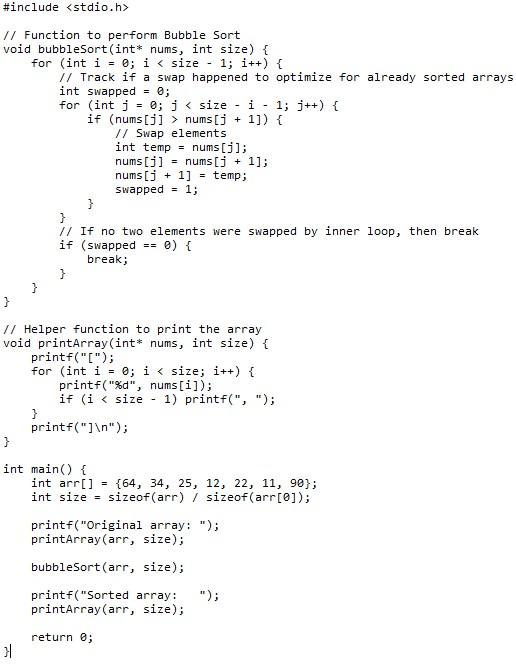 #include <stdio.h>

// Function to perform Bubble Sort
void bubbleSort(int* nums, int size) {
    for (int i = 0; i < size - 1; i++) {
        // Track if a swap happened to optimize for already sorted arrays
        int swapped = 0;
        for (int j = 0; j < size - i - 1; j++) {
            if (nums[j] > nums[j + 1]) {
                // Swap elements
                int temp = nums[j];
                nums[j] = nums[j + 1];
                nums[j + 1] = temp;
                swapped = 1;
            }
        }
        // If no two elements were swapped by inner loop, then break
        if (swapped == 0) {
            break;
        }
    }
}

// Helper function to print the array
void printArray(int* nums, int size) {
    printf("[");
    for (int i = 0; i < size; i++) {
        printf("%d", nums[i]);
        if (i < size - 1) printf(", ");
    }
    printf("]\n");
}

int main() {
    int arr[] = {64, 34, 25, 12, 22, 11, 90};
    int size = sizeof(arr) / sizeof(arr[0]);

    printf("Original array: ");
    printArray(arr, size);

    bubbleSort(arr, size);

    printf("Sorted array:   ");
    printArray(arr, size);

    return 0;
}